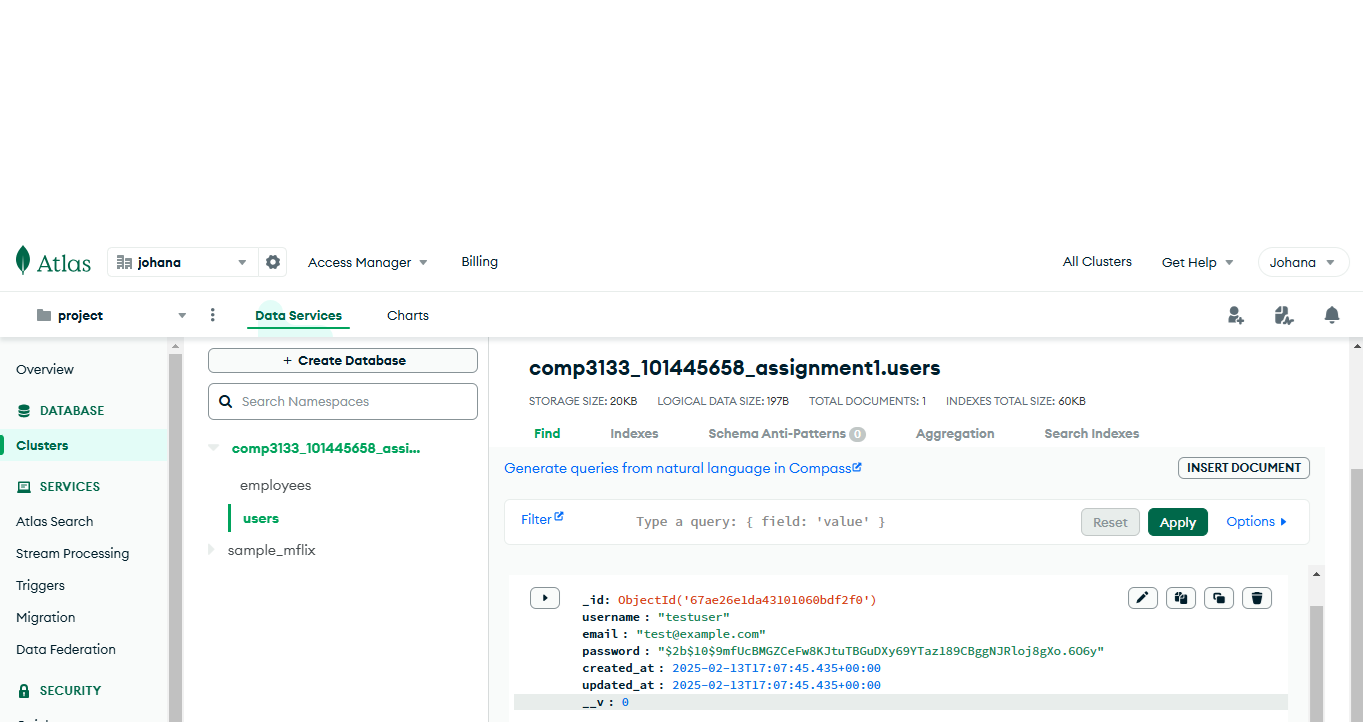 Atlas
johana
Access Manager
Billing
All Clusters
Get Help
Johana
project
Data Services
Charts
Overview
DATABASE
Clusters
SERVICES
Atlas Search
Stream Processing
Triggers
Migration
Data Federation
SECURITY
+ Create Database
Search Namespaces
comp3133_101445658_assi...
employees
users
sample_mflix
comp3133_101445658_assignment1.users
STORAGE SIZE: 20KB LOGICAL DATA SIZE: 197B TOTAL DOCUMENTS: 1 INDEXES TOTAL SIZE: 60KB
Find Indexes Schema Anti-Patterns 0 Aggregation Search Indexes
Generate queries from natural language in Compass
INSERT DOCUMENT
Filter
Type a query: { field: 'value' }
Reset
Apply
Options
_id: ObjectId('67ae26e1da43101060bdf2f0')
username : "testuser"
email : "test@example.com"
password : "$2b$10$9mfUcBMGZCeFw8KJtuTBGuDXy69YTaz189CBggNJRloj8gXo.6O6y"
created_at : 2025-02-13T17:07:45.435+00:00
updated_at : 2025-02-13T17:07:45.435+00:00
__v : 0